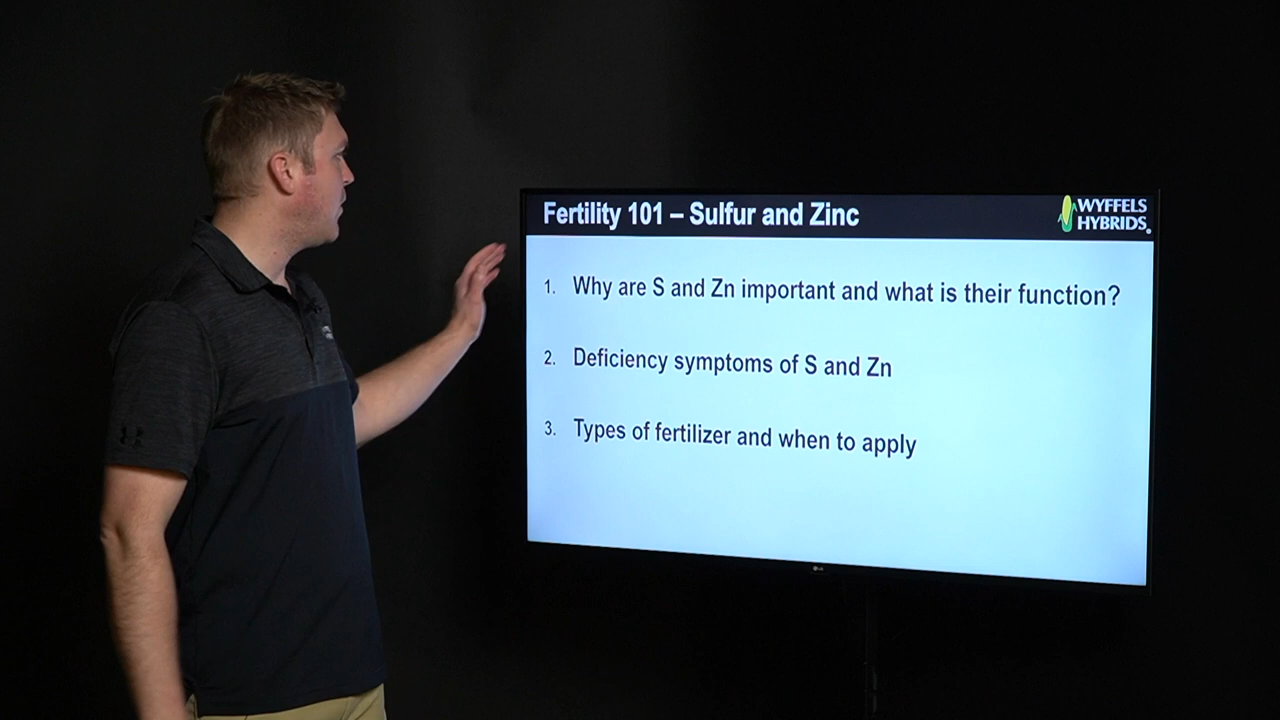 Fertility 101 – Sulfur and Zinc
WYFFELS
HYBRIDS®
1. Why are S and Zn important and what is their function?
2. Deficiency symptoms of S and Zn
3. Types of fertilizer and when to apply
LG